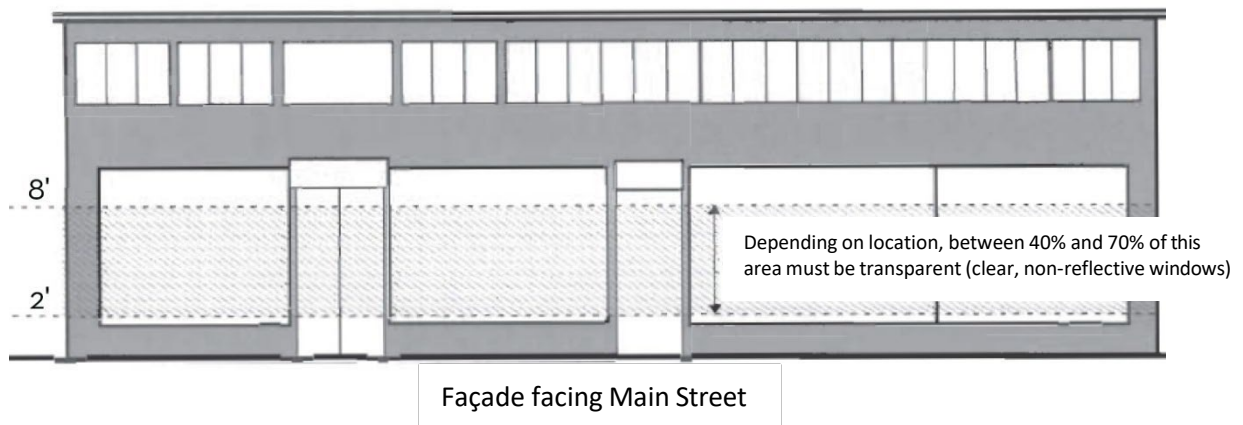 8'
Depending on location, between 40% and 70% of this
area must be transparent (clear, non-reflective windows)
2'
Façade facing Main Street